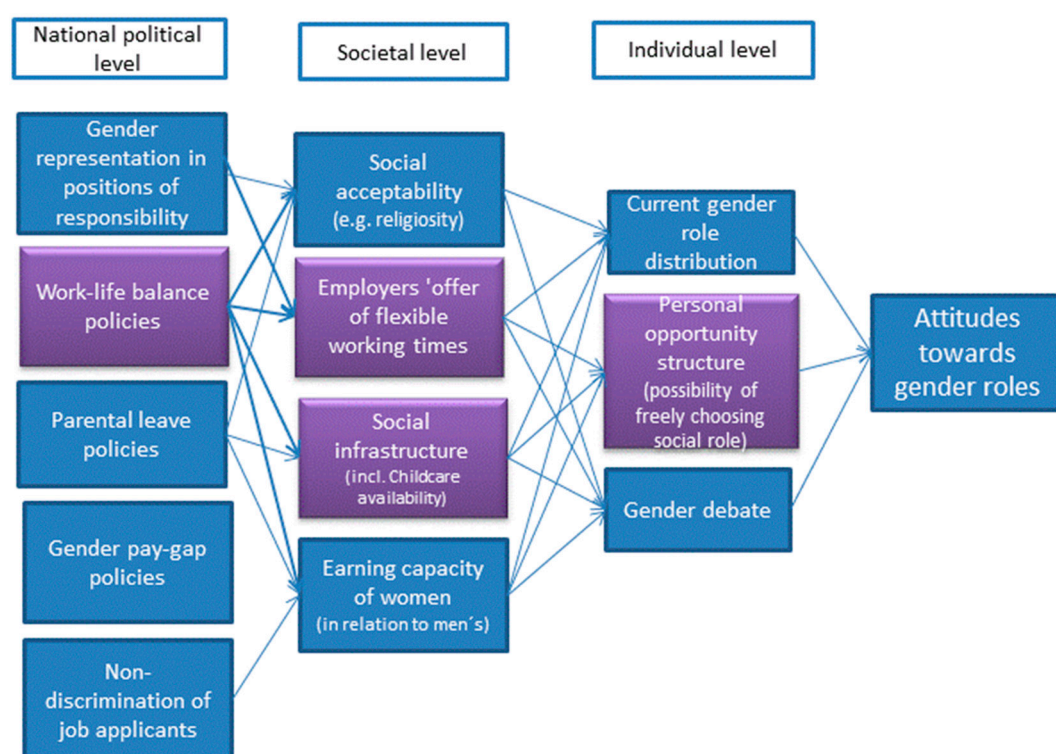 National political
level
Societal level
Individual level
Gender
representation in
positions of
responsibility
Work-life balance
policies
Parental leave
policies
Gender pay-gap
policies
Non-
discrimination of
job applicants
Social
acceptability
(e.g. religiosity)
Employers 'offer
of flexible
working times
Social
infrastructure
(incl. Childcare
availability)
Earning capacity
of women
(in relation to men´s)
Current gender
role
distribution
Personal
opportunity
structure
(possibility of
freely choosing
social role)
Gender debate
Attitudes
towards
gender roles